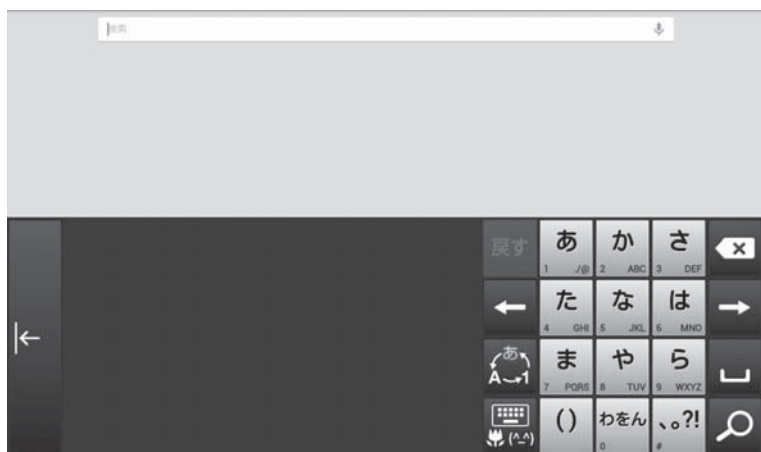 検索
戻す
あ
1 ./@
か
2 ABC
さ
3 DEF
た
4 GHI
な
5 JKL
は
6 MNO
あ
A 1
ま
7 PQRS
や
8 TUV
ら
9 WXYZ
(^_^)
()
わをん
0
、。?!
#